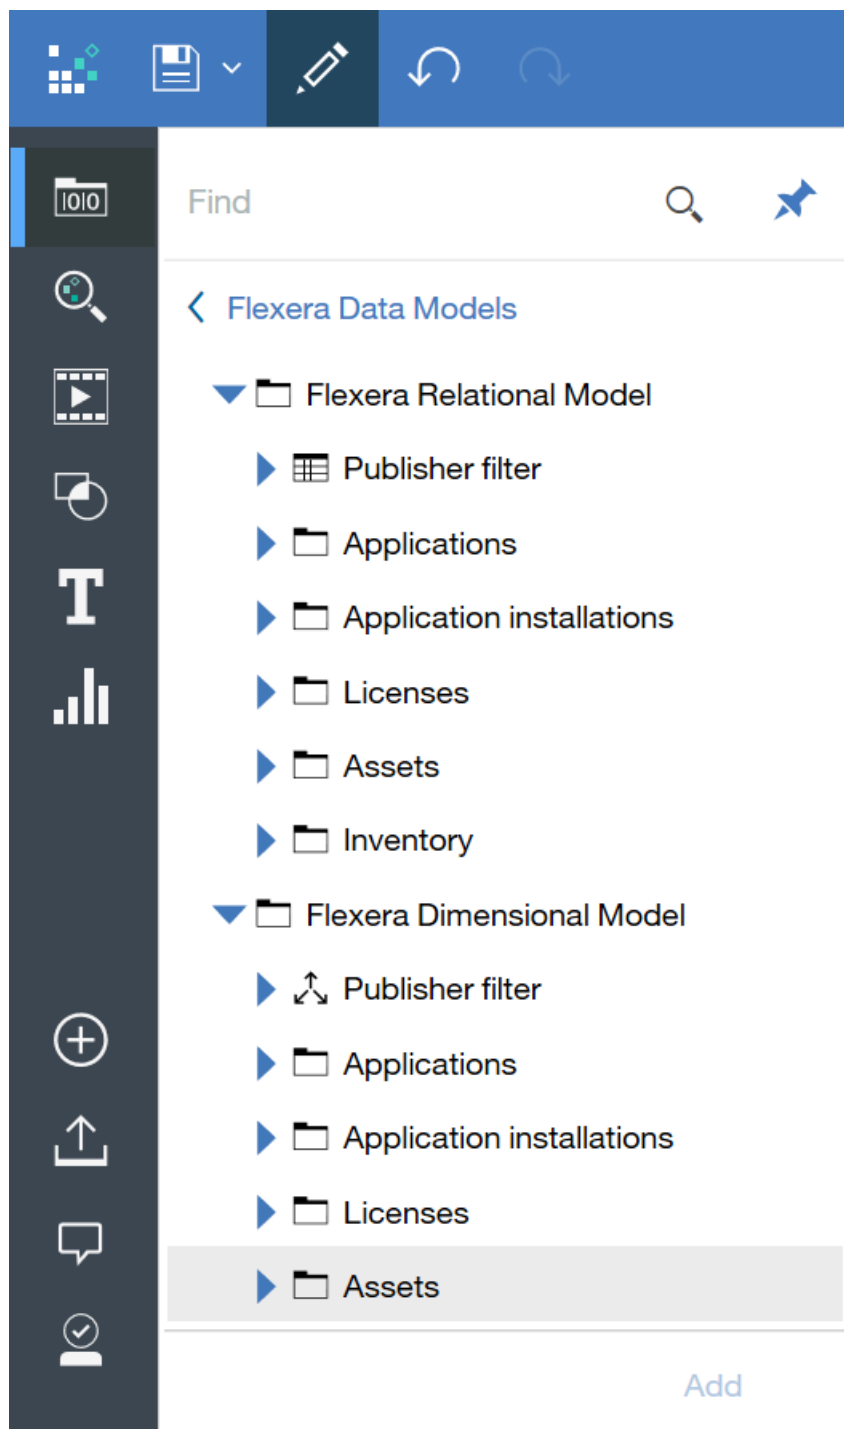 Find
Flexera Data Models
Flexera Relational Model
Publisher filter
Applications
Application installations
Licenses
Assets
Inventory
Flexera Dimensional Model
Publisher filter
Applications
Application installations
Licenses
Assets
Add